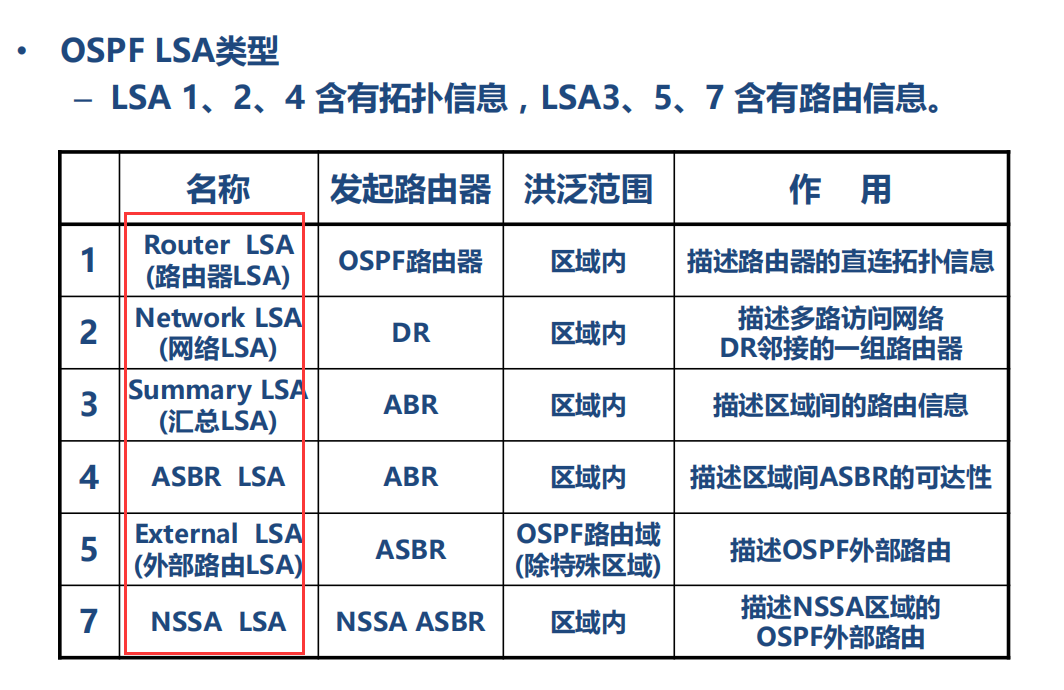 • OSPF LSA类型
– LSA 1、2、4 含有拓扑信息，LSA3、5、7 含有路由信息。
名称 发起路由器 洪泛范围 作 用
1 Router LSA (路由器LSA) OSPF路由器 区域内 描述路由器的直连拓扑信息
2 Network LSA (网络LSA) DR 区域内 描述多路访问网络 DR邻接的一组路由器
3 Summary LSA (汇总LSA) ABR 区域内 描述区域间的路由信息
4 ASBR LSA ABR 区域内 描述区域间ASBR的可达性
5 External LSA (外部路由LSA) ASBR OSPF路由域 (除特殊区域) 描述OSPF外部路由
7 NSSA LSA NSSA ASBR 区域内 描述NSSA区域的 OSPF外部路由